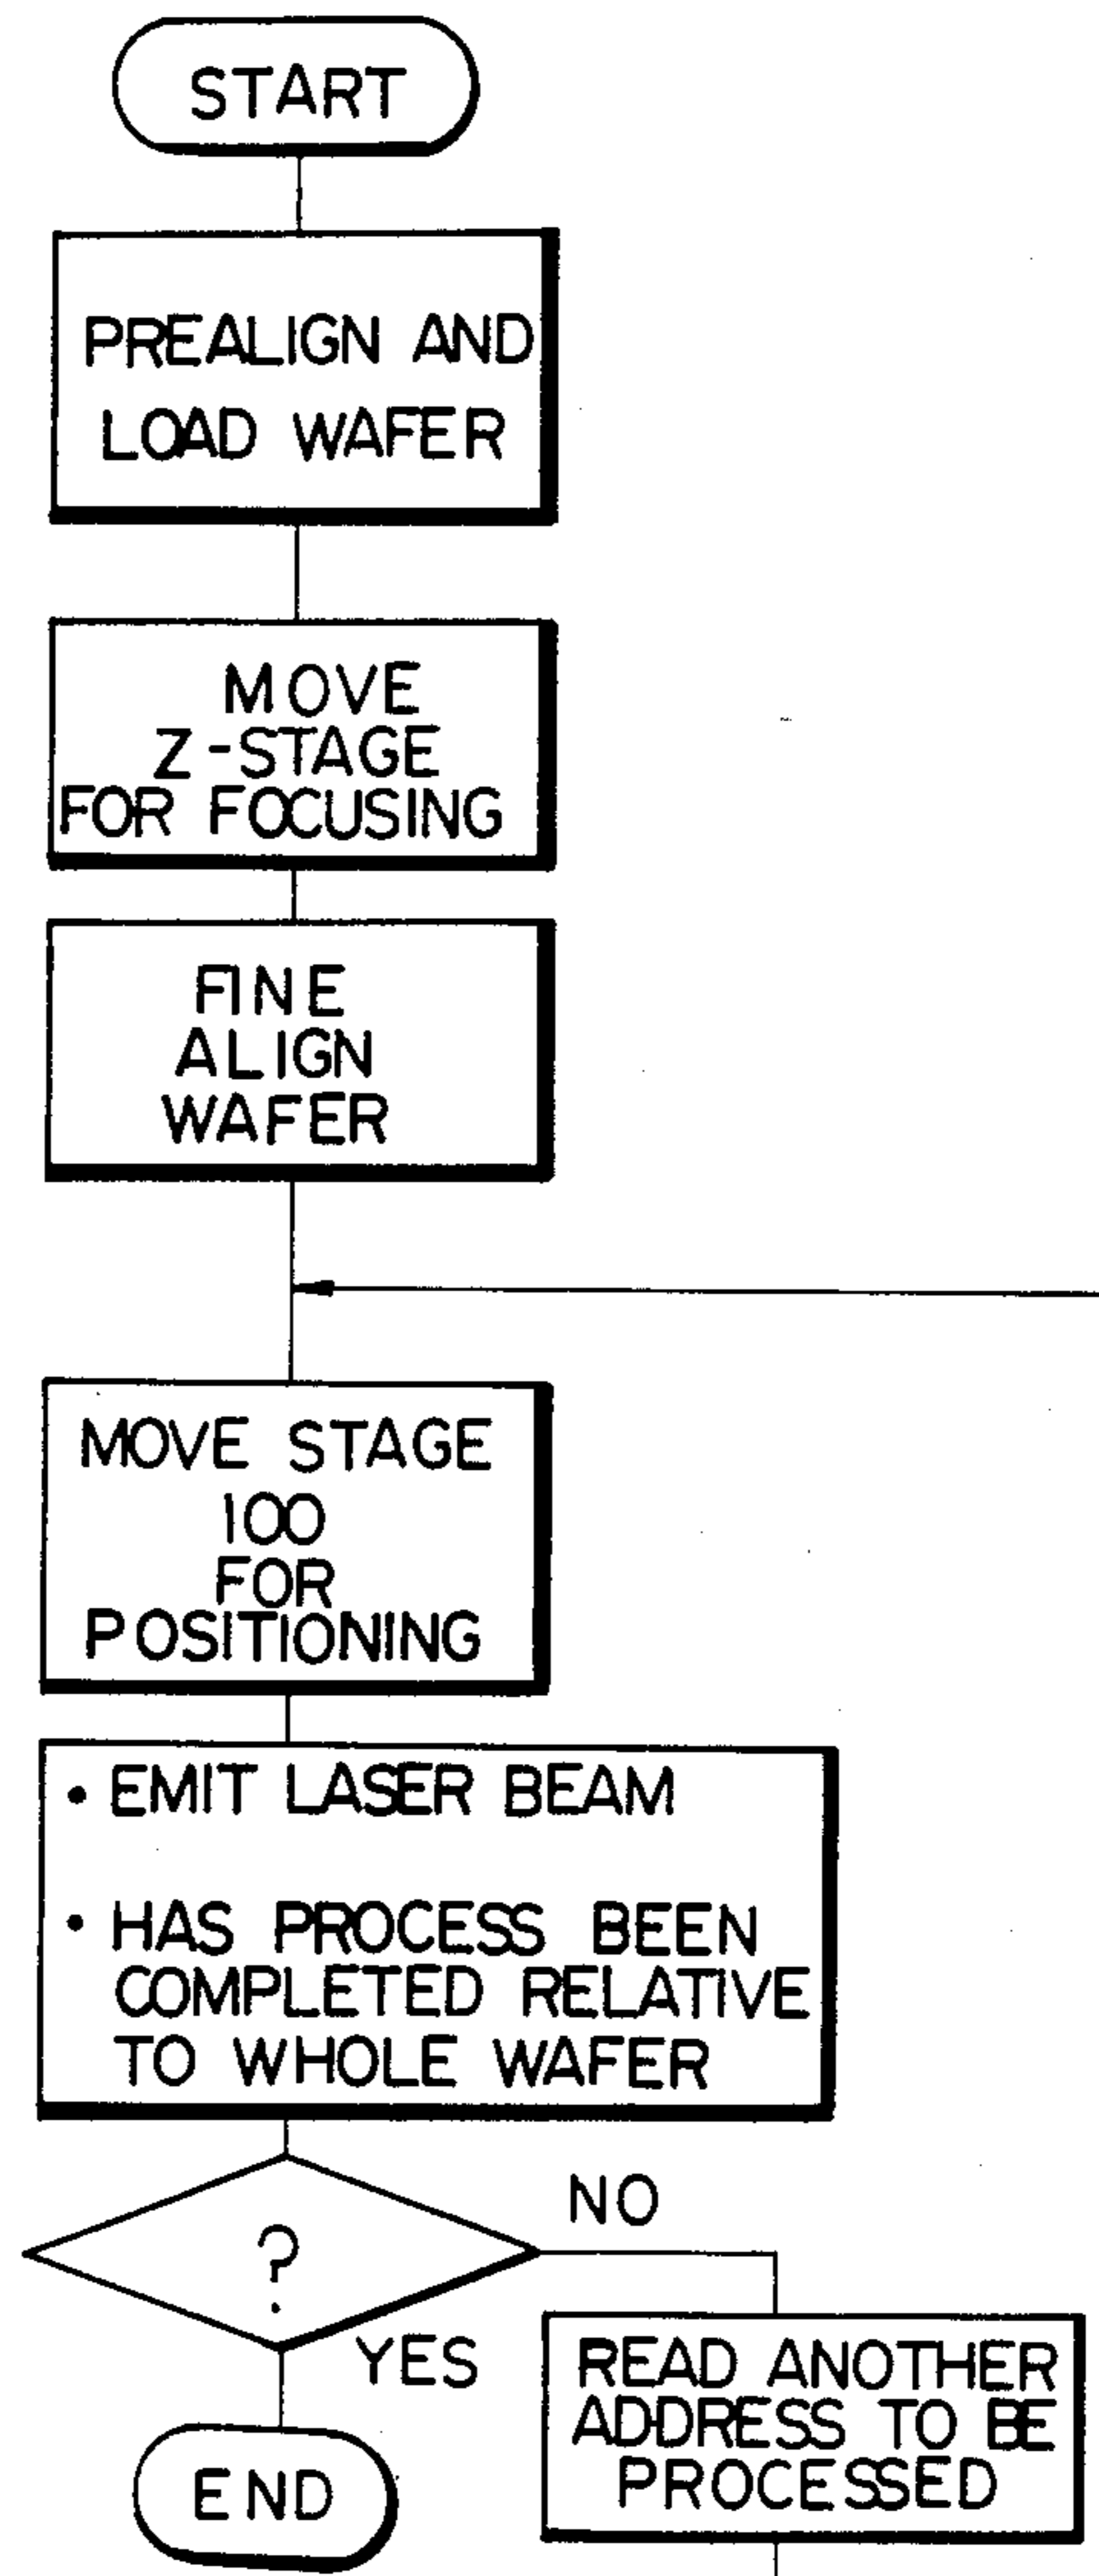 START
PREALIGN AND
LOAD WAFER
MOVE
Z-STAGE
FOR FOCUSING
FINE
ALIGN
WAFER
MOVE STAGE
100
FOR
POSITIONING
• EMIT LASER BEAM
• HAS PROCESS BEEN
COMPLETED RELATIVE
TO WHOLE WAFER
?
NO
YES
READ ANOTHER
ADDRESS TO BE
PROCESSED
END